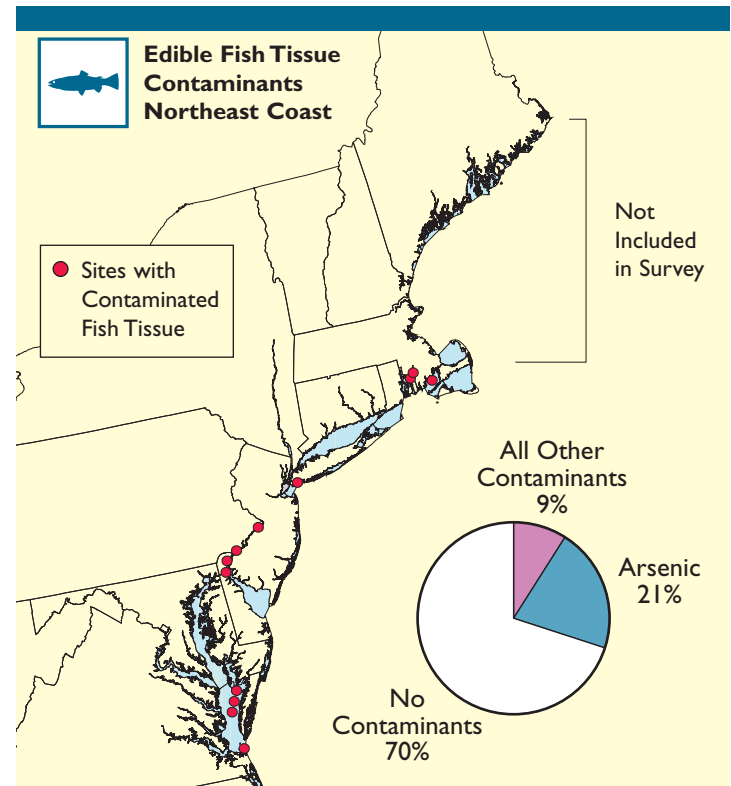 Edible Fish Tissue
Contaminants
Northeast Coast
Not
Included
in Survey
Sites with
Contaminated
Fish Tissue
All Other
Contaminants
9%
Arsenic
21%
No
Contaminants
70%